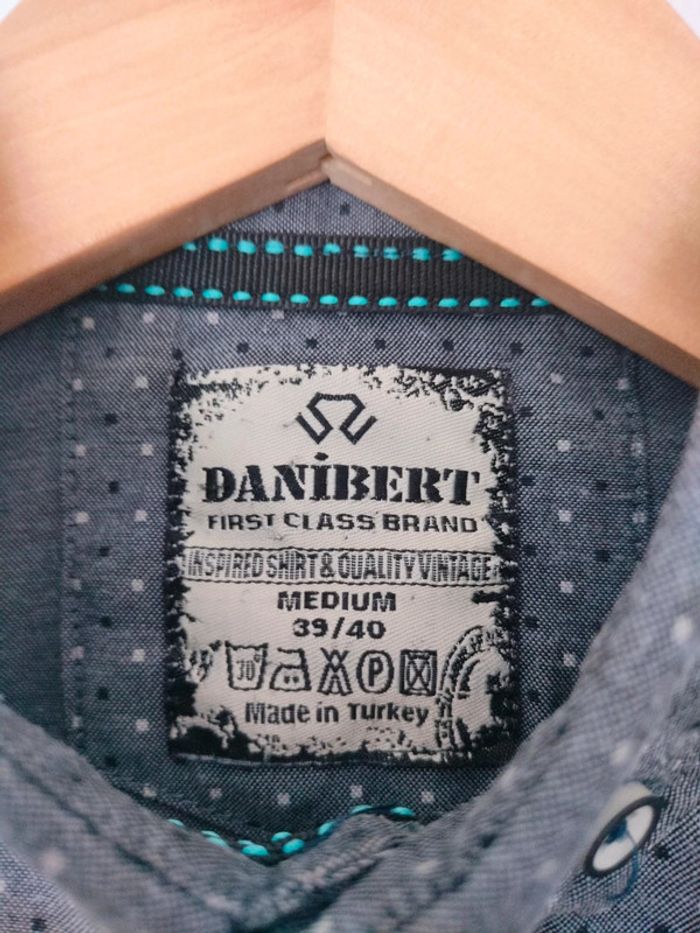 DANİBERT
FIRST CLASS BRAND
INSPIRED SHIRT & QUALITY VINTAGE
MEDIUM
39/40
30° P
Made in Turkey